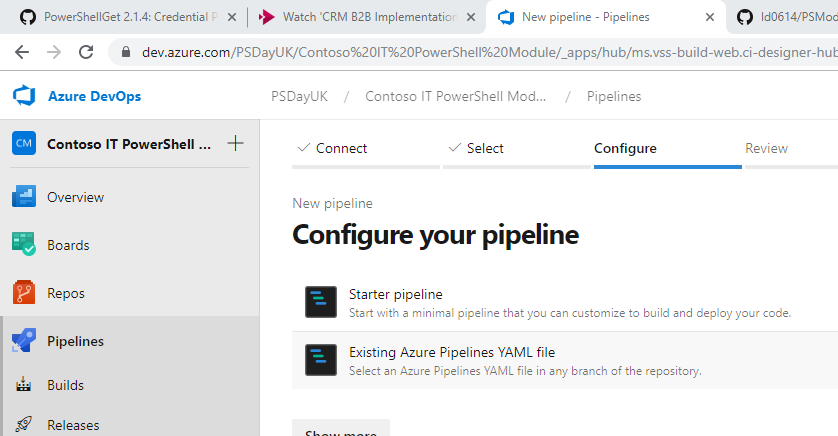 PowerShellGet 2.1.4: Credential P
Watch 'CRM B2B Implementation
New pipeline - Pipelines
ld0614/PSMod
dev.azure.com/PSDayUK/Contoso%20IT%20PowerShell%20Module/_apps/hub/ms.vss-build-web.ci-designer-hub
Azure DevOps
PSDayUK / Contoso IT PowerShell Mod... / Pipelines
CM Contoso IT PowerShell ...
Connect Select Configure Review
Overview
Boards
Repos
Pipelines
Builds
Releases
New pipeline
Configure your pipeline
Starter pipeline
Start with a minimal pipeline that you can customize to build and deploy your code.
Existing Azure Pipelines YAML file
Select an Azure Pipelines YAML file in any branch of the repository.
Show more